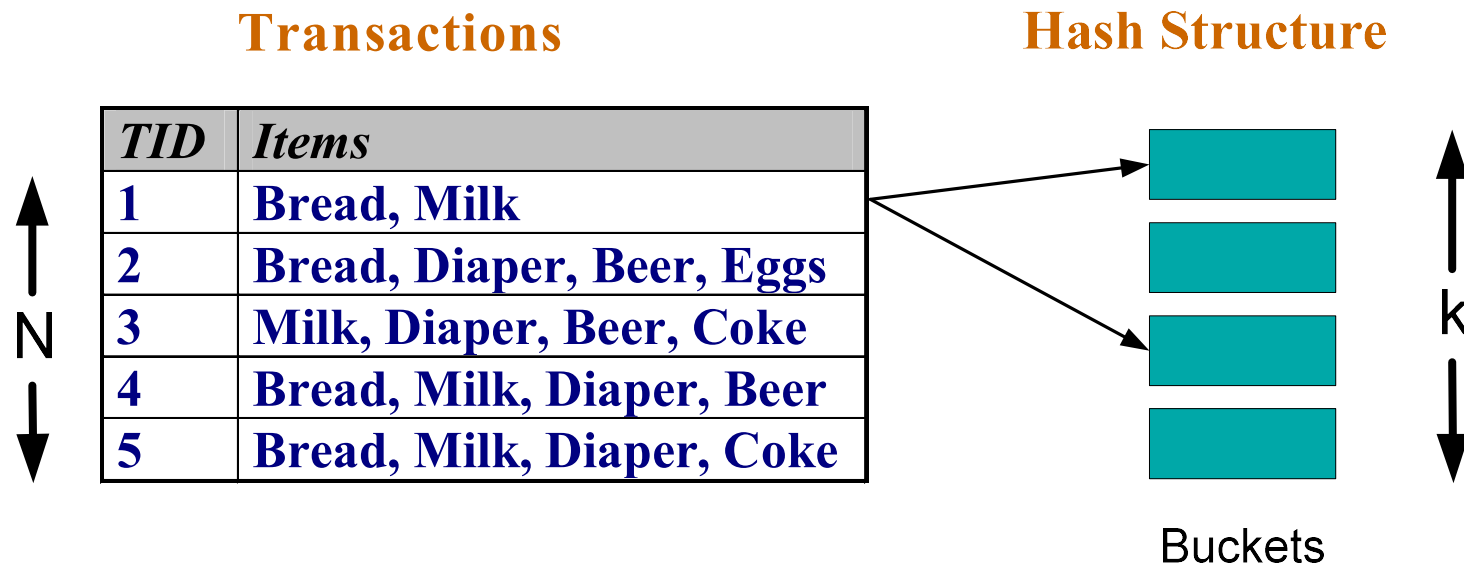 Transactions
Hash Structure
TID Items
1 Bread, Milk
2 Bread, Diaper, Beer, Eggs
3 Milk, Diaper, Beer, Coke
4 Bread, Milk, Diaper, Beer
5 Bread, Milk, Diaper, Coke
N
k
Buckets